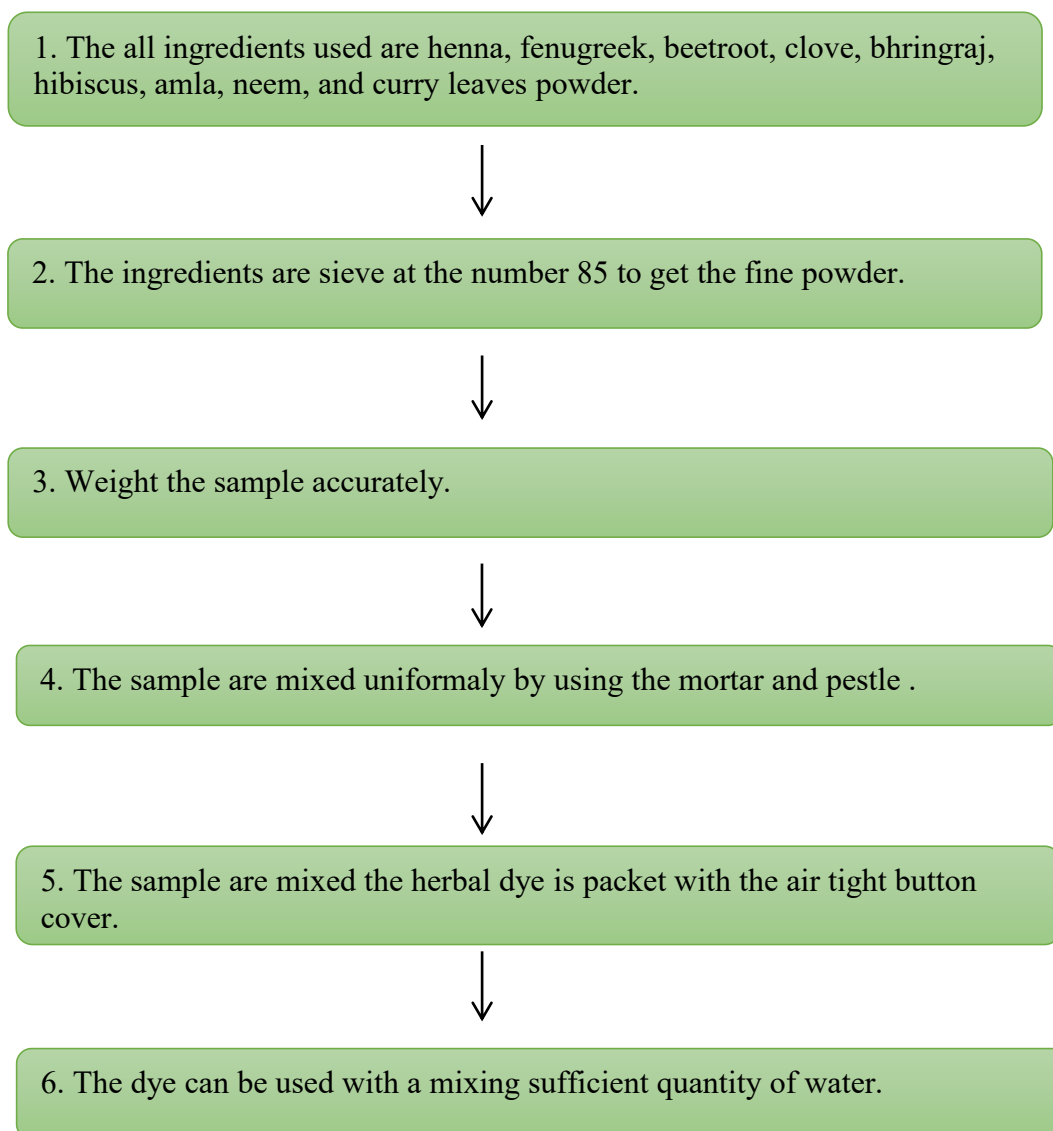 1. The all ingredients used are henna, fenugreek, beetroot, clove, bhringraj,
hibiscus, amla, neem, and curry leaves powder.
2. The ingredients are sieve at the number 85 to get the fine powder.
3. Weight the sample accurately.
4. The sample are mixed uniformaly by using the mortar and pestle .
5. The sample are mixed the herbal dye is packet with the air tight button
cover.
6. The dye can be used with a mixing sufficient quantity of water.